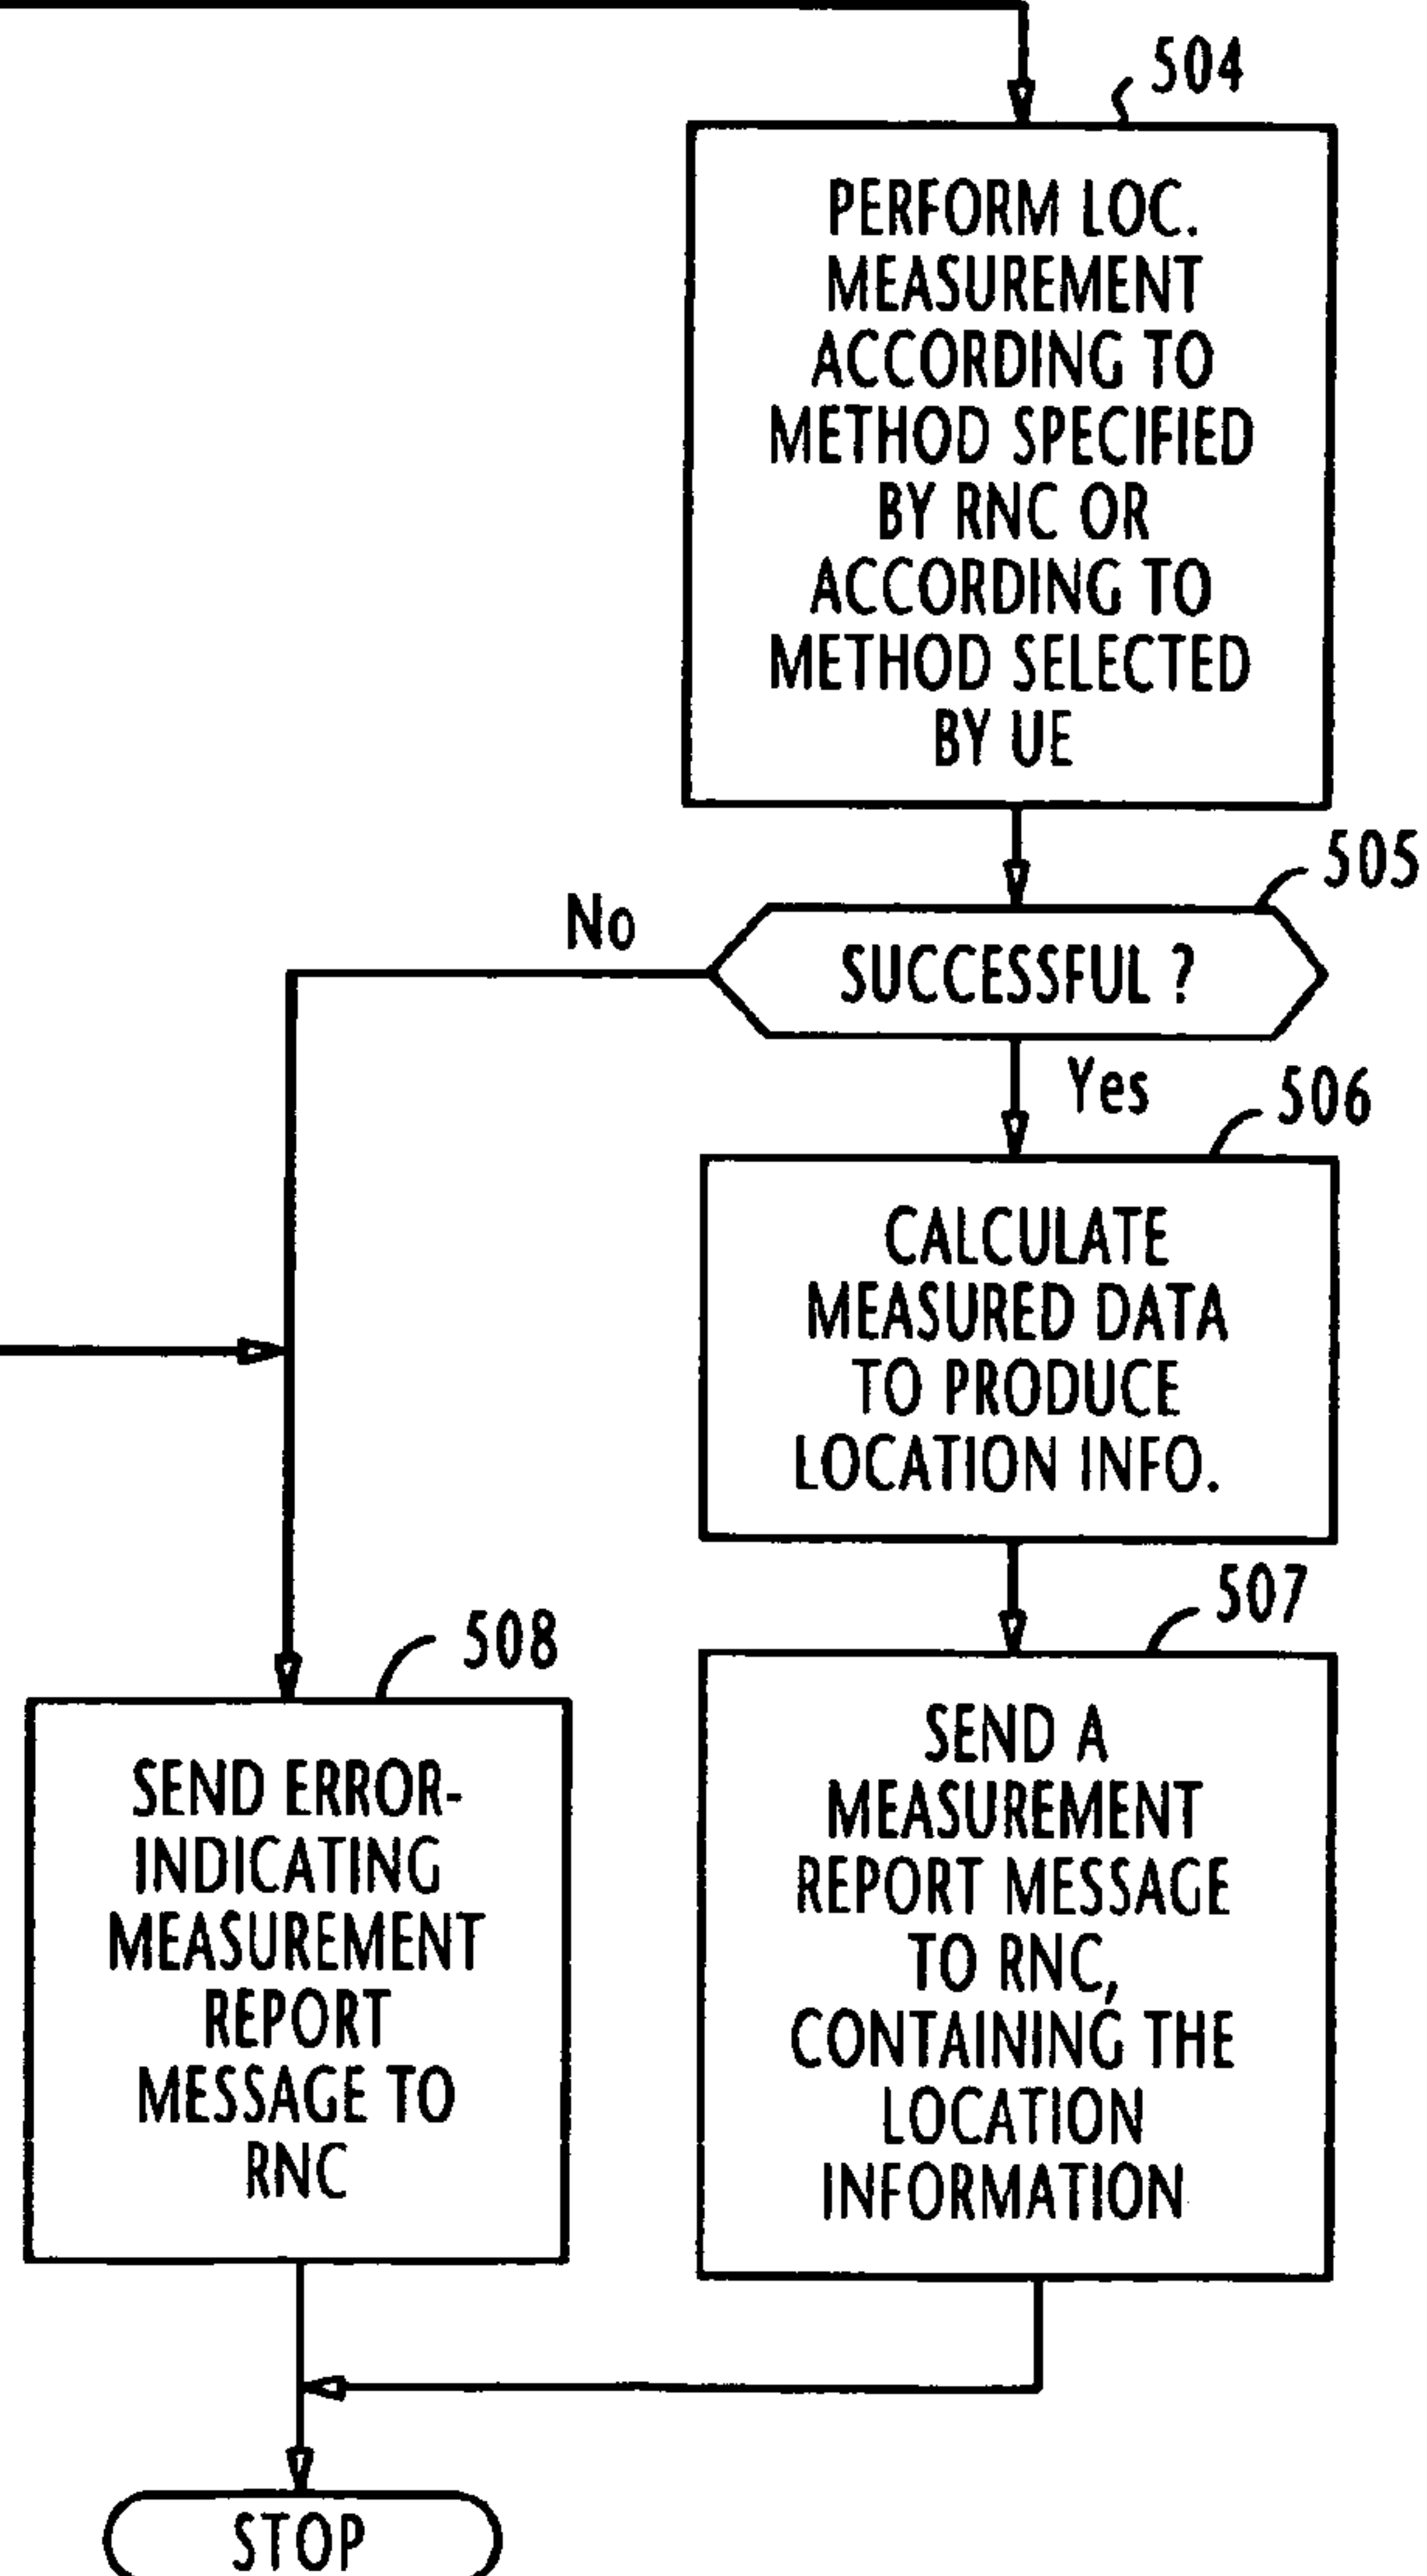 504
PERFORM LOC.
MEASUREMENT
ACCORDING TO
METHOD SPECIFIED
BY RNC OR
ACCORDING TO
METHOD SELECTED
BY UE
505
No
SUCCESSFUL ?
Yes
506
CALCULATE
MEASURED DATA
TO PRODUCE
LOCATION INFO.
507
SEND A
MEASUREMENT
REPORT MESSAGE
TO RNC,
CONTAINING THE
LOCATION
INFORMATION
508
SEND ERROR-
INDICATING
MEASUREMENT
REPORT
MESSAGE TO
RNC
STOP